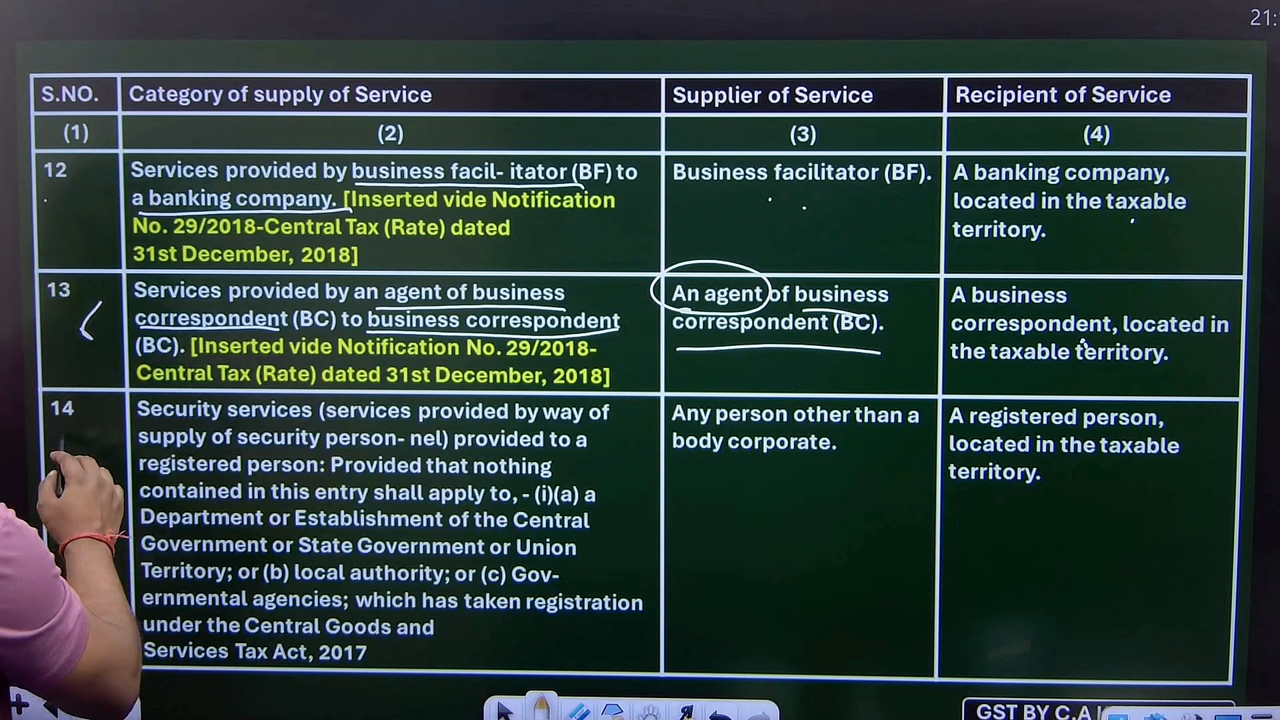 21:
S.NO.
Category of supply of Service
Supplier of Service
Recipient of Service
(1)
(2)
(3)
(4)
12
Services provided by business facil- itator (BF) to
a banking company. [Inserted vide Notification
No. 29/2018-Central Tax (Rate) dated
31st December, 2018]
Business facilitator (BF).
A banking company,
located in the taxable
territory.
13
Services provided by an agent of business
correspondent (BC) to business correspondent
(BC). [Inserted vide Notification No. 29/2018-
Central Tax (Rate) dated 31st December, 2018]
An agent of business
correspondent (BC).
A business
correspondent, located in
the taxable territory.
14
Security services (services provided by way of
supply of security person- nel) provided to a
registered person: Provided that nothing
contained in this entry shall apply to, - (i)(a) a
Department or Establishment of the Central
Government or State Government or Union
Territory; or (b) local authority; or (c) Gov-
ernmental agencies; which has taken registration
under the Central Goods and
Services Tax Act, 2017
Any person other than a
body corporate.
A registered person,
located in the taxable
territory.
GST BY C.A